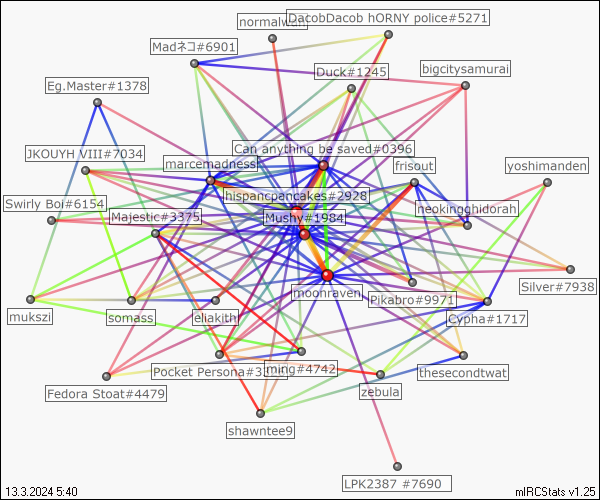 normalwun
DacobDacob hORNY police#5271
Madネコ#6901
Duck#1245
bigcitysamurai
Eg.Master#1378
Can anything be saved#0396
JKOUYH VIII#7034
marcemadness
frisout
yoshimanden
hispancpancakes#2928
Swirly Boi#6154
Majestic#3375
Mushy#1984
neokingghidorah
Silver#7938
moonraven
Pikabro#9971
mukszi
somass
eliakith
Cypha#1717
Pocket Persona#3
ming#4742
thesecondtwat
Fedora Stoat#4479
zebula
shawntee9
LPK2387 #7690
13.3.2024 5:40
mIRCStats v1.25